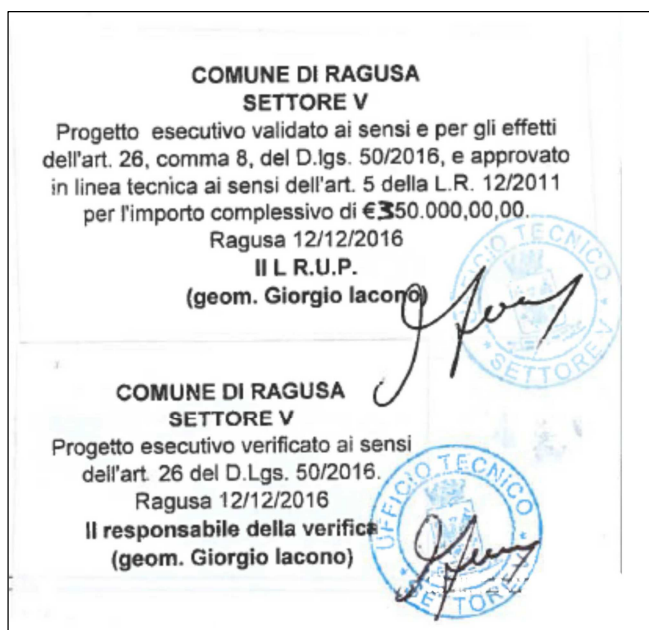 COMUNE DI RAGUSA
SETTORE V
Progetto esecutivo validato ai sensi e per gli effetti
dell'art. 26, comma 8, del D.lgs. 50/2016, e approvato
in linea tecnica ai sensi dell'art. 5 della L.R. 12/2011
per l'importo complessivo di €350.000,00,00.
Ragusa 12/12/2016
Il L R.U.P.
(geom. Giorgio Iacono)
UFFICIO TECNICO
* SETTORE V *
COMUNE DI RAGUSA
SETTORE V
Progetto esecutivo verificato ai sensi
dell'art. 26 del D.Lgs. 50/2016.
Ragusa 12/12/2016
Il responsabile della verifica
(geom. Giorgio Iacono)
UFFICIO TECNICO
* SETTORE V *